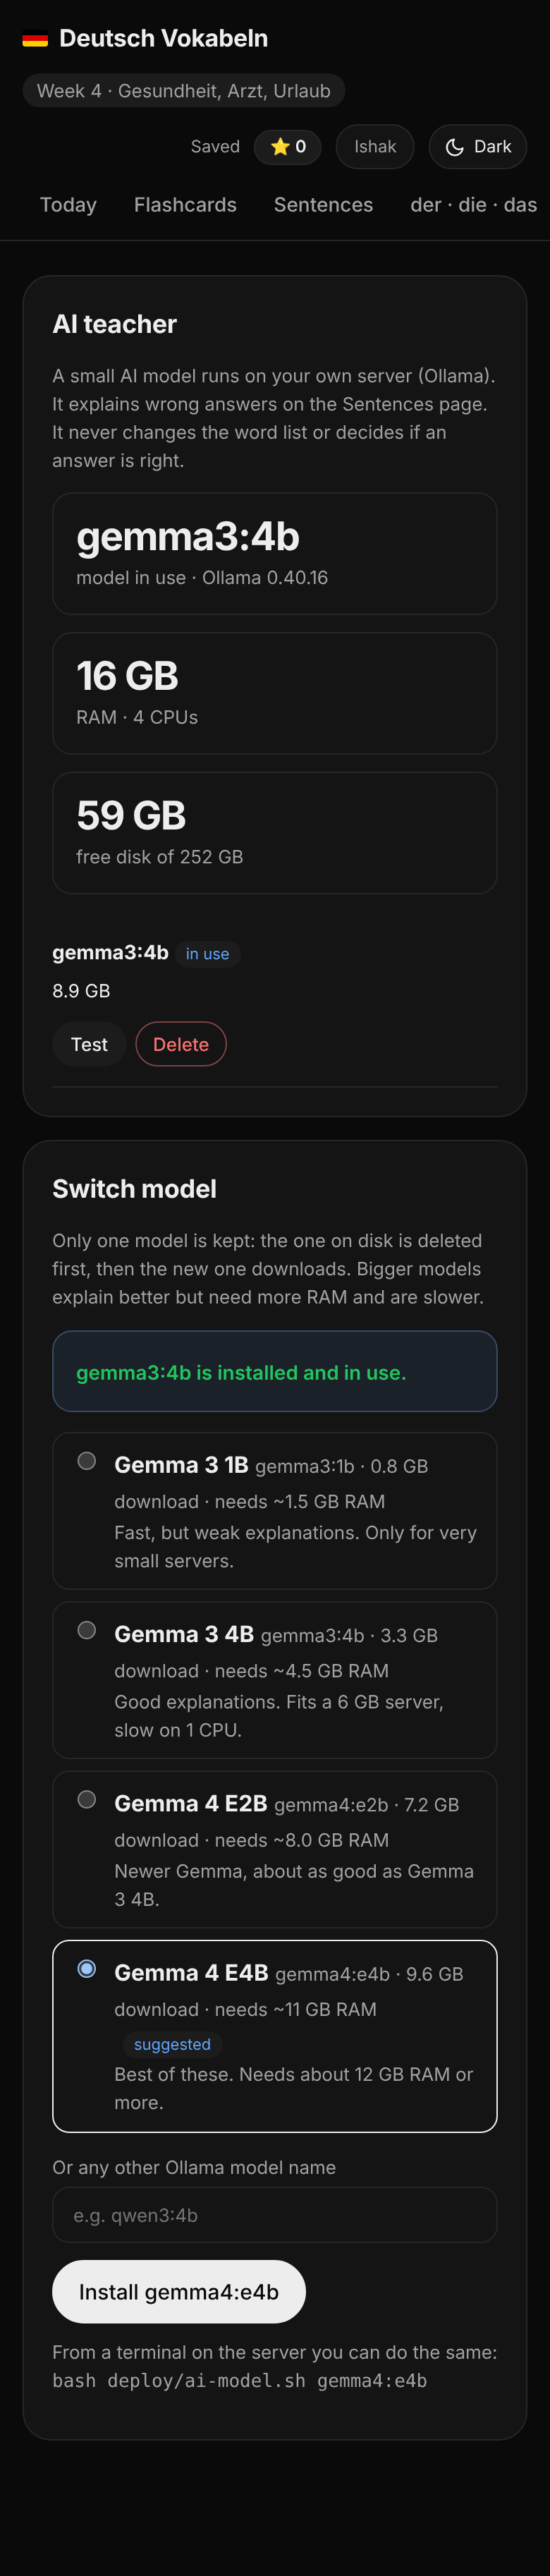 Deutsch Vokabeln
Week 4 · Gesundheit, Arzt, Urlaub
Saved ⭐ 0 Ishak Dark
Today Flashcards Sentences der · die · das
AI teacher
A small AI model runs on your own server (Ollama).
It explains wrong answers on the Sentences page.
It never changes the word list or decides if an
answer is right.
gemma3:4b
model in use · Ollama 0.40.16
16 GB
RAM · 4 CPUs
59 GB
free disk of 252 GB
gemma3:4b in use
8.9 GB
Test Delete
Switch model
Only one model is kept: the one on disk is deleted
first, then the new one downloads. Bigger models
explain better but need more RAM and are slower.
gemma3:4b is installed and in use.
Gemma 3 1B gemma3:1b · 0.8 GB
download · needs ~1.5 GB RAM
Fast, but weak explanations. Only for very
small servers.
Gemma 3 4B gemma3:4b · 3.3 GB
download · needs ~4.5 GB RAM
Good explanations. Fits a 6 GB server,
slow on 1 CPU.
Gemma 4 E2B gemma4:e2b · 7.2 GB
download · needs ~8.0 GB RAM
Newer Gemma, about as good as Gemma
3 4B.
Gemma 4 E4B gemma4:e4b · 9.6 GB
download · needs ~11 GB RAM
suggested
Best of these. Needs about 12 GB RAM or
more.
Or any other Ollama model name
e.g. qwen3:4b
Install gemma4:e4b
From a terminal on the server you can do the same:
bash deploy/ai-model.sh gemma4:e4b